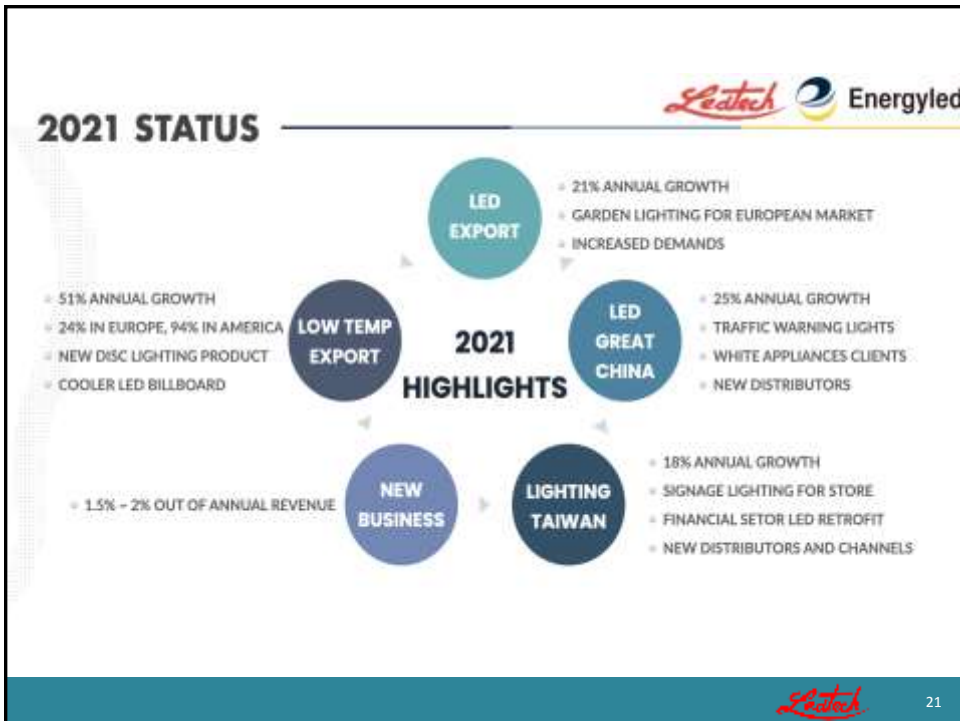 Ledtech Energyled
2021 STATUS
LED
EXPORT
21% ANNUAL GROWTH
GARDEN LIGHTING FOR EUROPEAN MARKET
INCREASED DEMANDS
51% ANNUAL GROWTH
24% IN EUROPE, 94% IN AMERICA
NEW DISC LIGHTING PRODUCT
COOLER LED BILLBOARD
LOW TEMP
EXPORT
2021
HIGHLIGHTS
LED
GREAT
CHINA
25% ANNUAL GROWTH
TRAFFIC WARNING LIGHTS
WHITE APPLIANCES CLIENTS
NEW DISTRIBUTORS
1.5% – 2% OUT OF ANNUAL REVENUE
NEW
BUSINESS
LIGHTING
TAIWAN
18% ANNUAL GROWTH
SIGNAGE LIGHTING FOR STORE
FINANCIAL SETOR LED RETROFIT
NEW DISTRIBUTORS AND CHANNELS
Ledtech
21